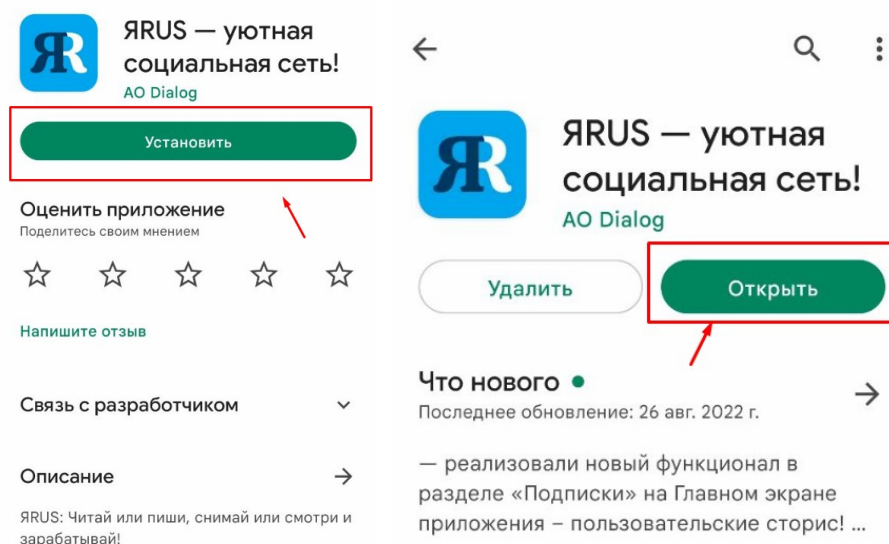 ЯR
ЯRUS — уютная
социальная сеть!
AO Dialog
Установить
Оценить приложение
Поделитесь своим мнением
Напишите отзыв
Связь с разработчиком
Описание
ЯRUS: Читай или пиши, снимай или смотри и
зарабатывай!
ЯR
ЯRUS — уютная
социальная сеть!
AO Dialog
Удалить
Открыть
Что нового
Последнее обновление: 26 авг. 2022 г.
— реализовали новый функционал в
разделе «Подписки» на Главном экране
приложения – пользовательские сторис! ...